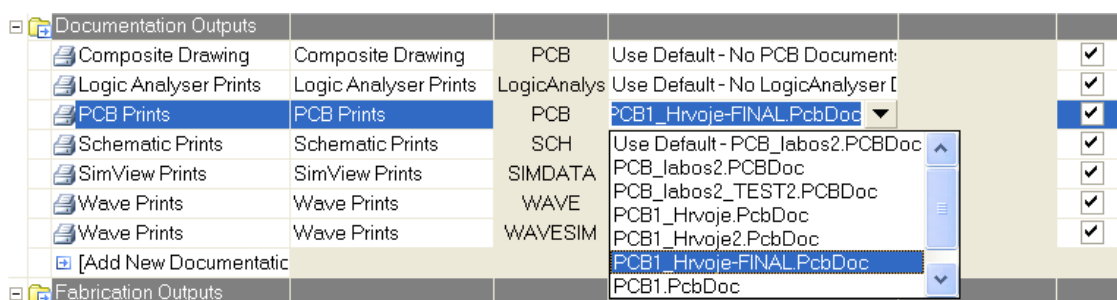 Documentation Outputs
Composite Drawing Composite Drawing PCB Use Default - No PCB Document
Logic Analyser Prints Logic Analyser Prints LogicAnalys Use Default - No LogicAnalyser
PCB Prints PCB Prints PCB PCB1_Hrvoje-FINAL.PcbDoc
Schematic Prints Schematic Prints SCH Use Default - PCB_labos2.PCBDoc
SimView Prints SimView Prints SIMDATA PCB_labos2.PCBDoc
PCB_labos2_TEST2.PCBDoc
Wave Prints Wave Prints WAVE PCB1_Hrvoje.PcbDoc
Wave Prints Wave Prints WAVESIM PCB1_Hrvoje2.PcbDoc
[Add New Documentatic PCB1_Hrvoje-FINAL.PcbDoc
Fabrication Outputs PCB1.PcbDoc